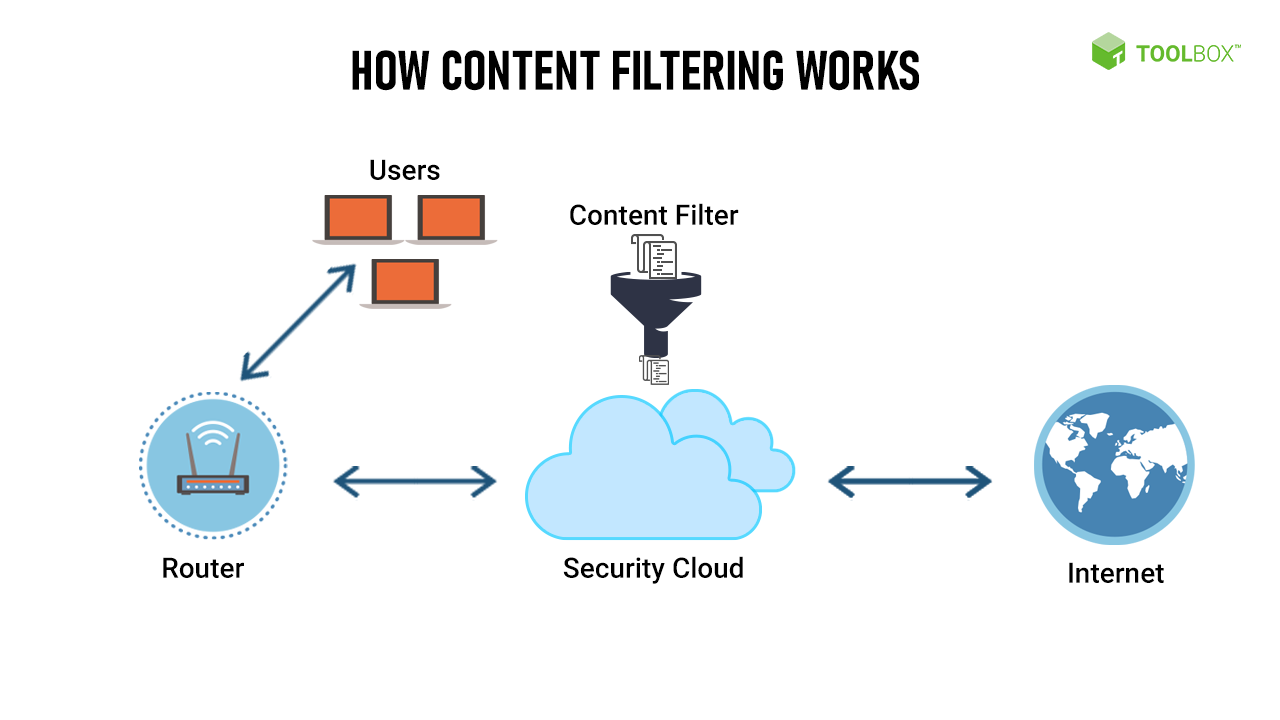 HOW CONTENT FILTERING WORKS
TOOLBOX™
Users
Content Filter
Router
Security Cloud
Internet